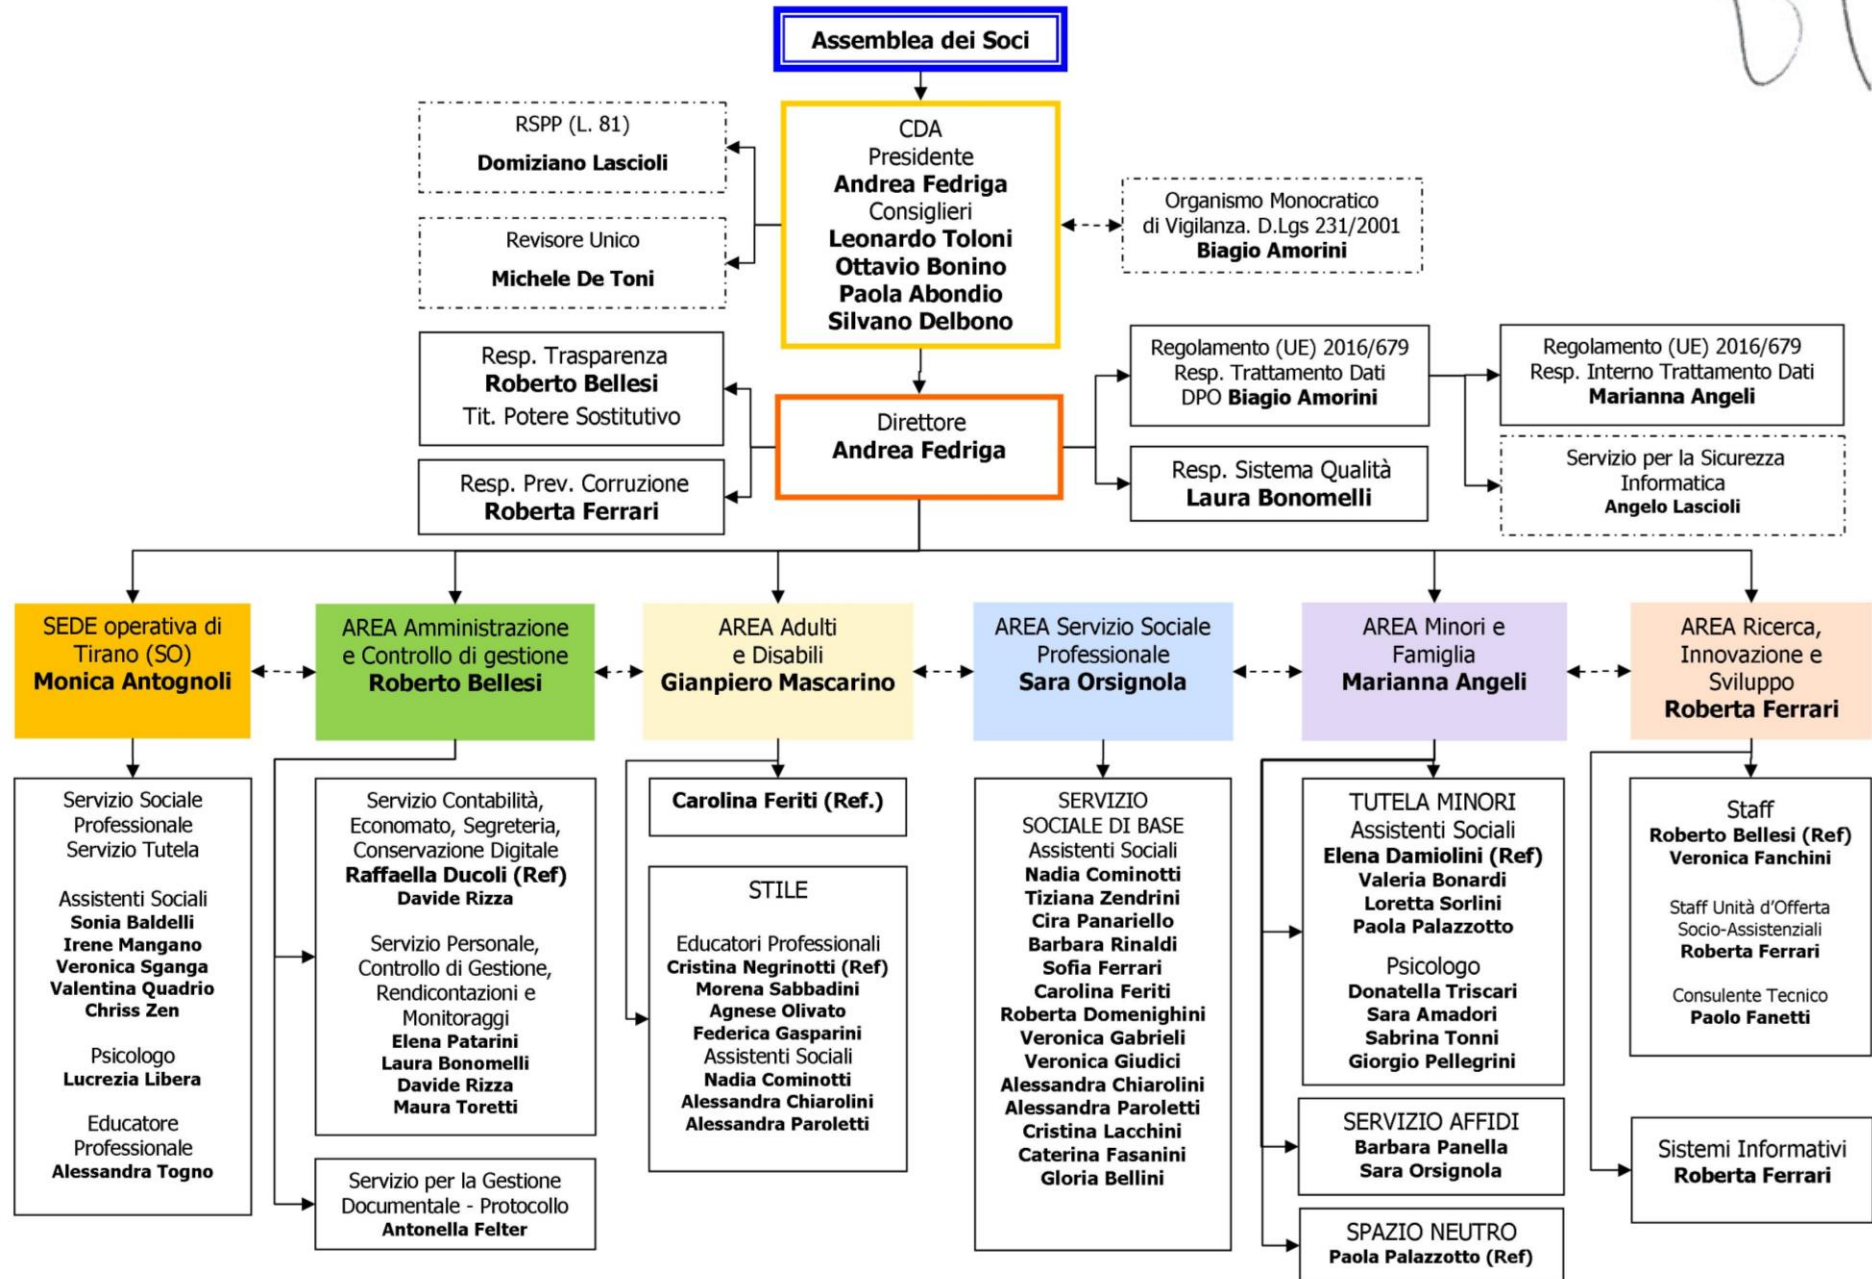 Assemblea dei Soci
RSPP (L. 81)
Domiziano Lascioli
Revisore Unico
Michele De Toni
CDA
Presidente
Andrea Fedriga
Consiglieri
Leonardo Toloni
Ottavio Bonino
Paola Abondio
Silvano Delbono
Organismo Monocratico
di Vigilanza. D.Lgs 231/2001
Biagio Amorini
Resp. Trasparenza
Roberto Bellesi
Tit. Potere Sostitutivo
Resp. Prev. Corruzione
Roberta Ferrari
Direttore
Andrea Fedriga
Regolamento (UE) 2016/679
Resp. Trattamento Dati
DPO Biagio Amorini
Resp. Sistema Qualità
Laura Bonomelli
Regolamento (UE) 2016/679
Resp. Interno Trattamento Dati
Marianna Angeli
Servizio per la Sicurezza
Informatica
Angelo Lascioli
SEDE operativa di
Tirano (SO)
Monica Antognoli
AREA Amministrazione
e Controllo di gestione
Roberto Bellesi
AREA Adulti
e Disabili
Gianpiero Mascarino
AREA Servizio Sociale
Professionale
Sara Orsignola
AREA Minori e
Famiglia
Marianna Angeli
AREA Ricerca,
Innovazione e
Sviluppo
Roberta Ferrari
Servizio Sociale
Professionale
Servizio Tutela
Assistenti Sociali
Sonia Baldelli
Irene Mangano
Veronica Sganga
Valentina Quadrio
Chriss Zen
Psicologo
Lucrezia Libera
Educatore
Professionale
Alessandra Togno
Servizio Contabilità,
Economato, Segreteria,
Conservazione Digitale
Raffaella Ducoli (Ref)
Davide Rizza
Servizio Personale,
Controllo di Gestione,
Rendicontazioni e
Monitoraggi
Elena Patarini
Laura Bonomelli
Davide Rizza
Maura Toretti
Servizio per la Gestione
Documentale - Protocollo
Antonella Felter
Carolina Feriti (Ref.)
STILE
Educatori Professionali
Cristina Negrinotti (Ref)
Morena Sabbadini
Agnese Olivato
Federica Gasparini
Assistenti Sociali
Nadia Cominotti
Alessandra Chiarolini
Alessandra Paroletti
SERVIZIO
SOCIALE DI BASE
Assistenti Sociali
Nadia Cominotti
Tiziana Zendrini
Cira Panariello
Barbara Rinaldi
Sofia Ferrari
Carolina Feriti
Roberta Domenighini
Veronica Gabrieli
Veronica Giudici
Alessandra Chiarolini
Alessandra Paroletti
Cristina Lacchini
Caterina Fasanini
Gloria Bellini
TUTELA MINORI
Assistenti Sociali
Elena Damiolini (Ref)
Valeria Bonardi
Loretta Sorlini
Paola Palazzotto
Psicologo
Donatella Triscari
Sara Amadori
Sabrina Tonni
Giorgio Pellegrini
SERVIZIO AFFIDI
Barbara Panella
Sara Orsignola
SPAZIO NEUTRO
Paola Palazzotto (Ref)
Staff
Roberto Bellesi (Ref)
Veronica Fanchini
Staff Unità d'Offerta
Socio-Assistenziali
Roberta Ferrari
Consulente Tecnico
Paolo Fanetti
Sistemi Informativi
Roberta Ferrari